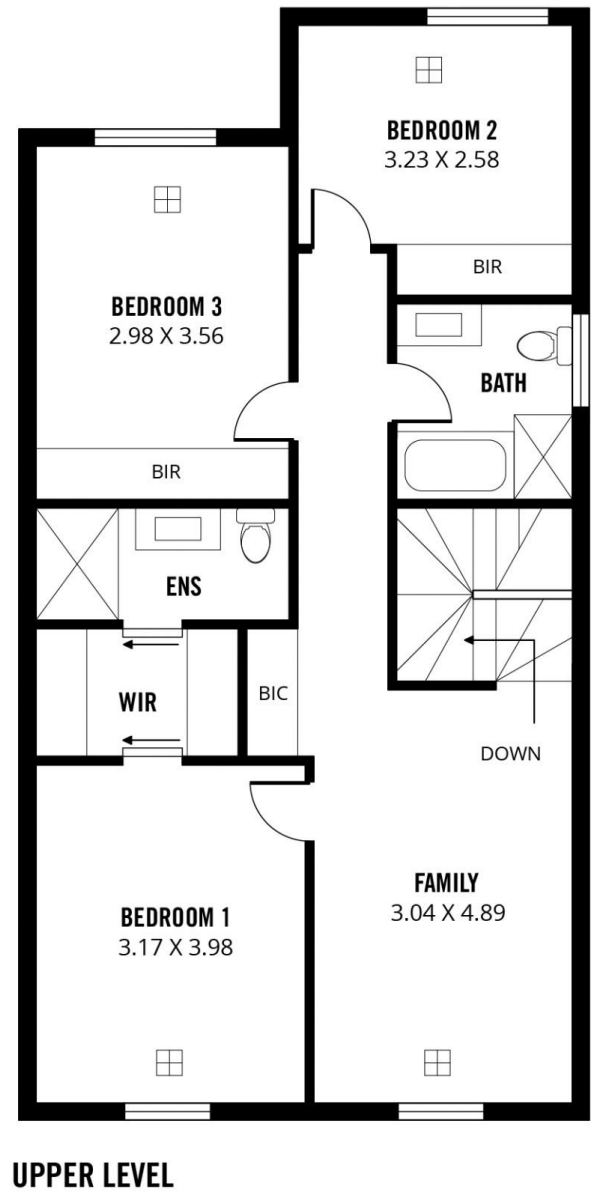 BEDROOM 2
3.23 X 2.58
BIR
BEDROOM 3
2.98 X 3.56
BATH
BIR
ENS
WIR
BIC
DOWN
FAMILY
3.04 X 4.89
BEDROOM 1
3.17 X 3.98
UPPER LEVEL